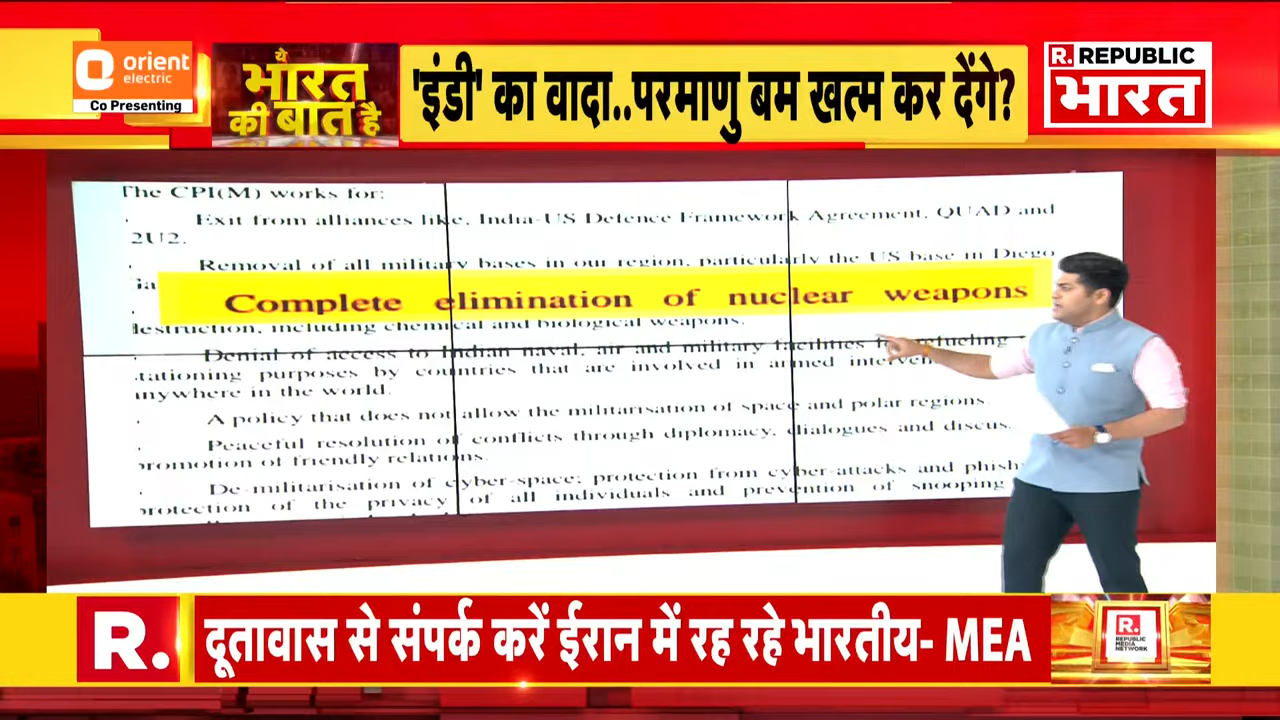 orient
electric
Co Presenting
ये
भारत
की बात है
'इंडी' का वादा..परमाणु बम खत्म कर देंगे?
R. REPUBLIC
भारत
The CPI(M) works for:
Exit from alliances like, India-US Defence Framework Agreement, QUAD and
2U2.
Removal of all military bases in our region, particularly the US base in Diego
Complete elimination of nuclear weapons
destruction, including chemical and biological weapons.
Denial of access to Indian naval, air and military facilities
tationing purposes by countries that are involved in armed
anywhere in the world.
A policy that does not allow the militarisation of space and polar regions.
Peaceful resolution of conflicts through diplomacy, dialogues and discus
promotion of friendly relations.
De-militarisation of cyber-space; protection from cyber-attacks and phish
protection of the privacy of all individuals and prevention of snooping
R.
दूतावास से संपर्क करें ईरान में रह रहे भारतीय- MEA
R.
REPUBLIC
MEDIA
NETWORK